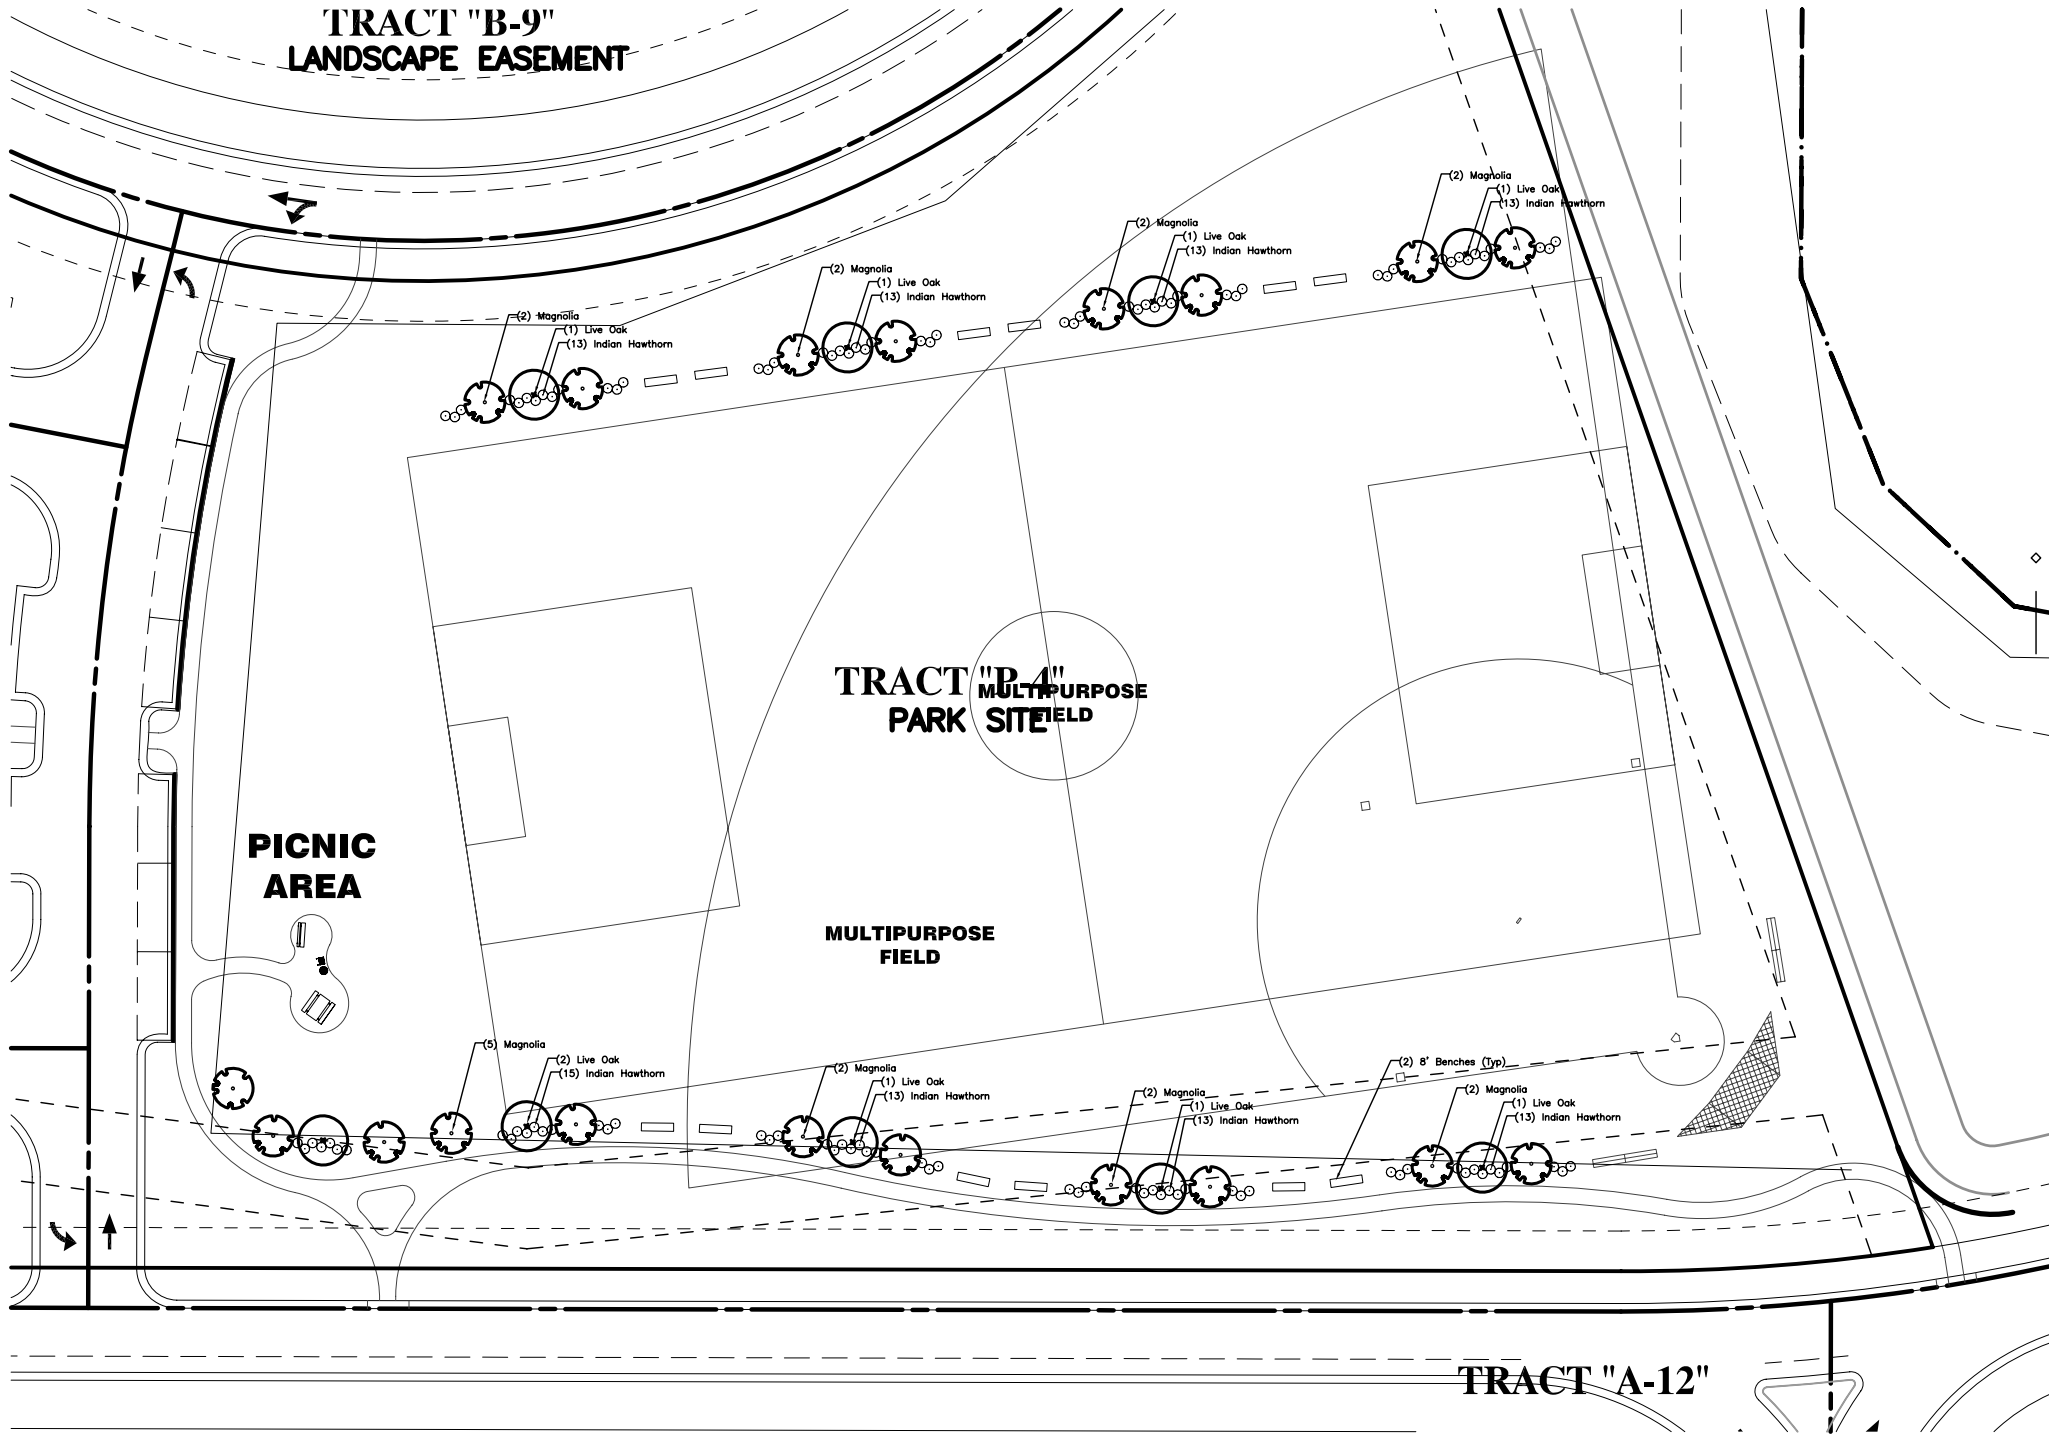 TRACT "B-9"
LANDSCAPE EASEMENT
(2) Magnolia
(1) Live Oak
(13) Indian Hawthorn
(2) Magnolia
(1) Live Oak
(13) Indian Hawthorn
(2) Magnolia
(1) Live Oak
(13) Indian Hawthorn
(2) Magnolia
(1) Live Oak
(13) Indian Hawthorn
TRACT "P-4"
PARK SITE
MULTIPURPOSE
FIELD
PICNIC
AREA
MULTIPURPOSE
FIELD
(5) Magnolia
(2) Live Oak
(15) Indian Hawthorn
(2) Magnolia
(1) Live Oak
(13) Indian Hawthorn
(2) Magnolia
(1) Live Oak
(13) Indian Hawthorn
(2) 8' Benches (Typ)
(2) Magnolia
(1) Live Oak
(13) Indian Hawthorn
TRACT "A-12"